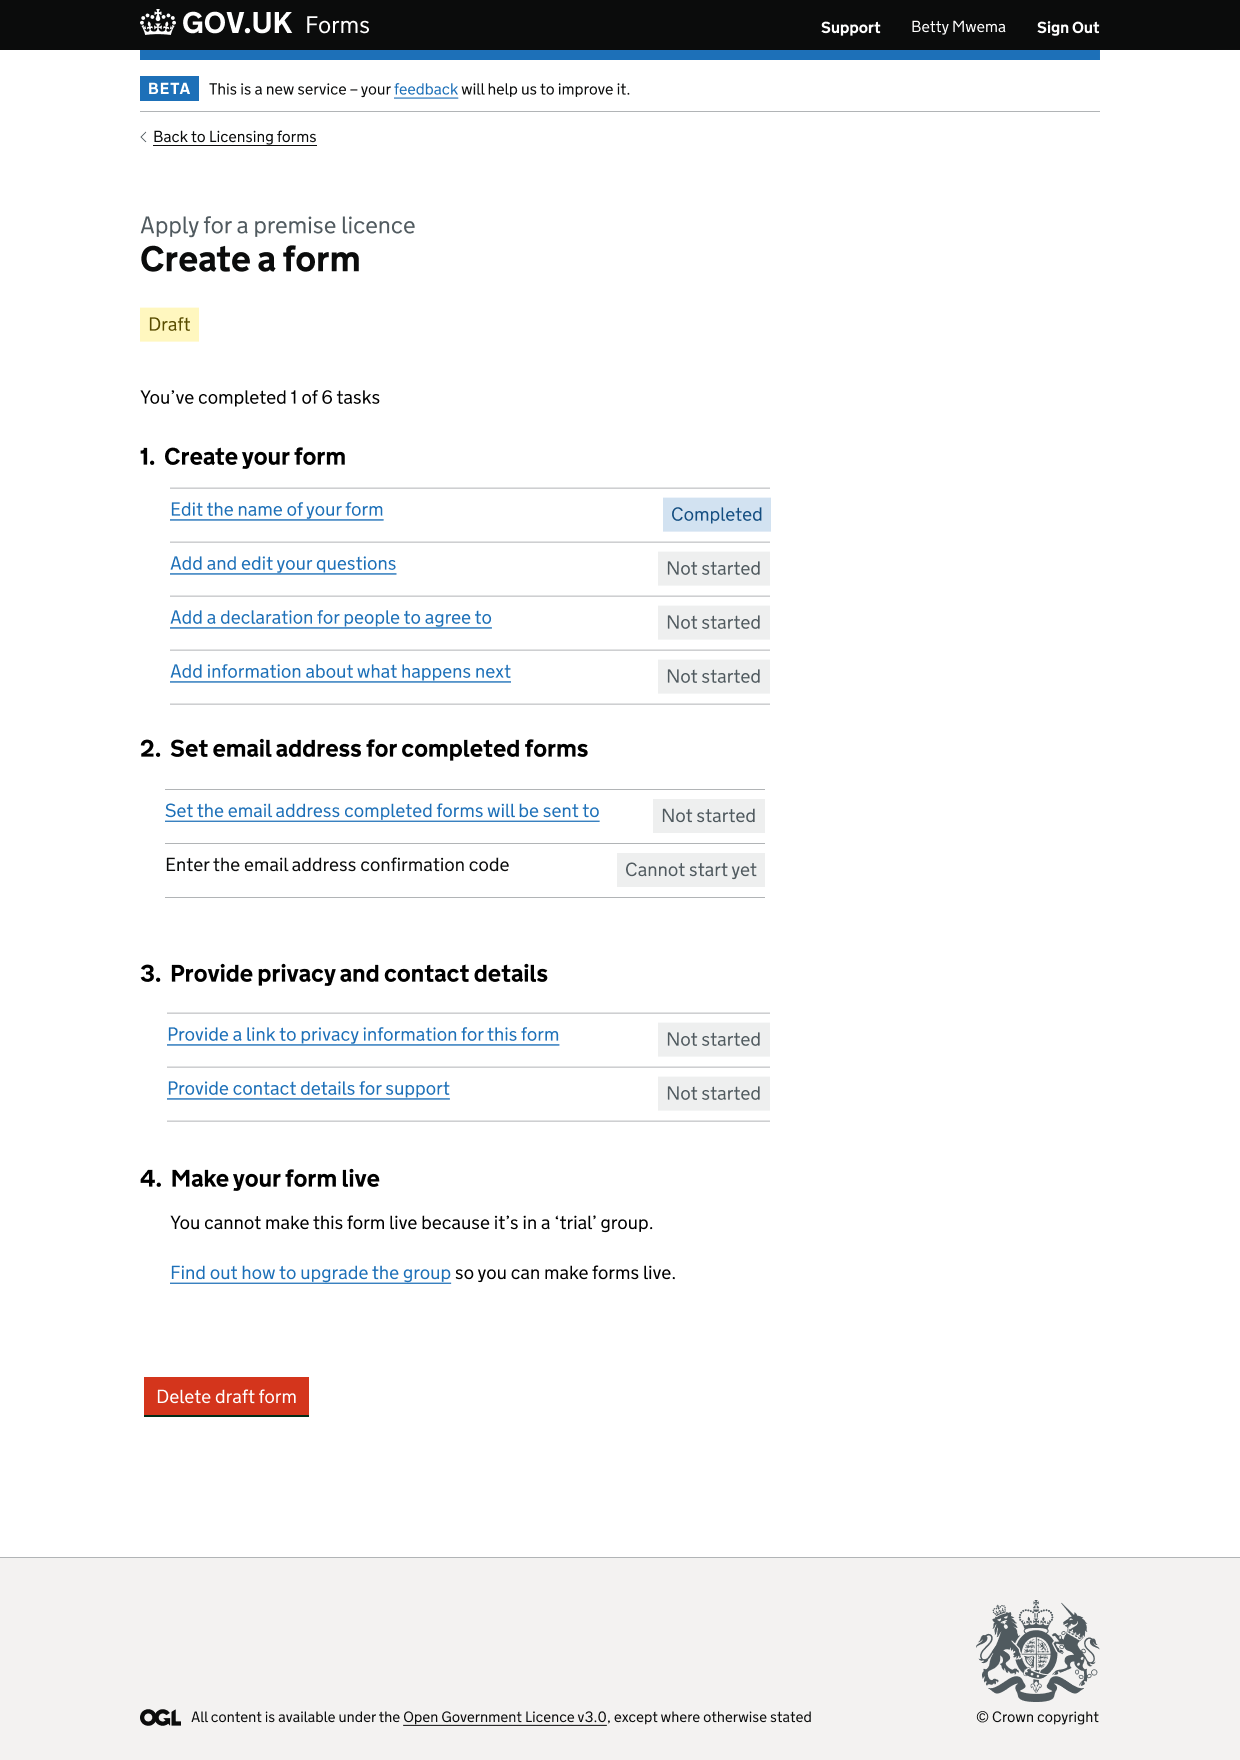 GOV.UK Forms Support Betty Mwema Sign Out
BETA This is a new service – your feedback will help us to improve it.
Back to Licensing forms
Apply for a premise licence
Create a form
Draft
You’ve completed 1 of 6 tasks
1. Create your form
Edit the name of your form Completed
Add and edit your questions Not started
Add a declaration for people to agree to Not started
Add information about what happens next Not started
2. Set email address for completed forms
Set the email address completed forms will be sent to Not started
Enter the email address confirmation code Cannot start yet
3. Provide privacy and contact details
Provide a link to privacy information for this form Not started
Provide contact details for support Not started
4. Make your form live
You cannot make this form live because it’s in a ‘trial’ group.
Find out how to upgrade the group so you can make forms live.
Delete draft form
OGL All content is available under the Open Government Licence v3.0, except where otherwise stated © Crown copyright